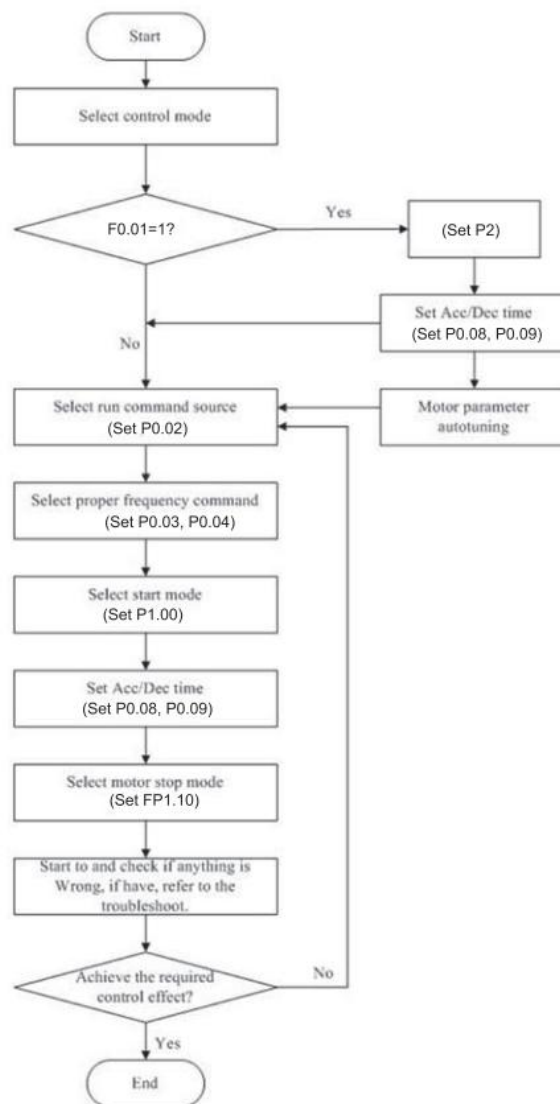 Start
Select control mode
F0.01=1?
Yes
(Set P2)
Set Acc/Dec time
(Set P0.08, P0.09)
No
Select run command source
(Set P0.02)
Motor parameter
autotuning
Select proper frequency command
(Set P0.03, P0.04)
Select start mode
(Set P1.00)
Set Acc/Dec time
(Set P0.08, P0.09)
Select motor stop mode
(Set FP1.10)
Start to and check if anything is
Wrong, if have, refer to the
troubleshoot.
Achieve the required
control effect?
No
Yes
End